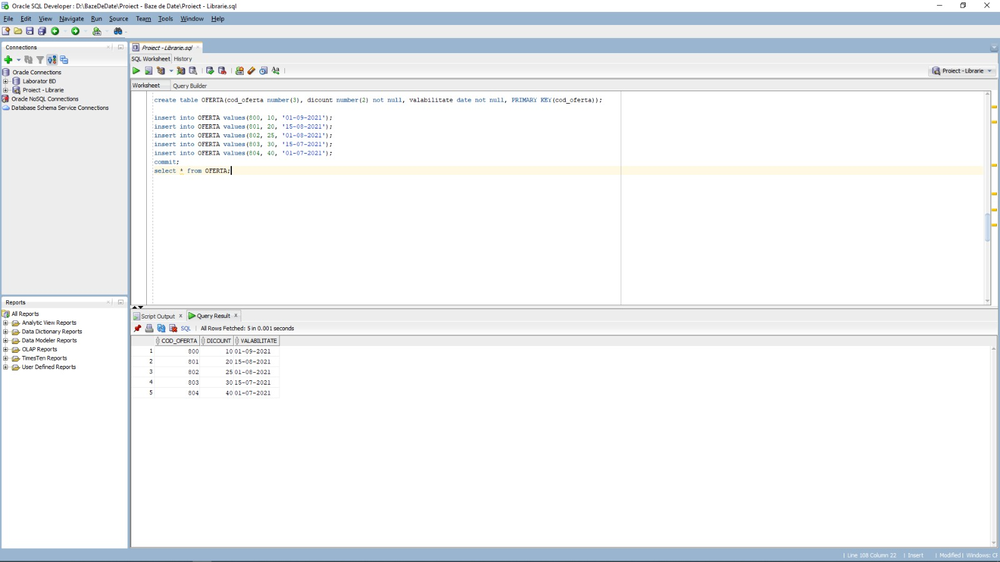 Oracle SQL Developer : D:\BazeDeDate\Proiect - Baze de Date\Proiect - Librarie.sql
File Edit View Navigate Run Source Team Tools Window Help
Connections
Oracle Connections
Laborator BD
Proiect - Librarie
Oracle NoSQL Connections
Database Schema Service Connections
Reports
All Reports
Analytic View Reports
Data Dictionary Reports
Data Modeler Reports
OLAP Reports
TimesTen Reports
User Defined Reports
Proiect - Librarie.sql
SQL Worksheet History
Proiect - Librarie
Worksheet Query Builder
create table OFERTA(cod_oferta number(3), dicount number(2) not null, valabilitate date not null, PRIMARY KEY(cod_oferta));
insert into OFERTA values(800, 10, '01-09-2021');
insert into OFERTA values(801, 20, '15-08-2021');
insert into OFERTA values(802, 25, '01-08-2021');
insert into OFERTA values(803, 30, '15-07-2021');
insert into OFERTA values(804, 40, '01-07-2021');
commit;
select * from OFERTA;
Script Output x Query Result x
SQL | All Rows Fetched: 5 in 0.001 seconds
COD_OFERTA DICOUNT VALABILITATE
1 800 10 01-09-2021
2 801 20 15-08-2021
3 802 25 01-08-2021
4 803 30 15-07-2021
5 804 40 01-07-2021
| Line 108 Column 22 | Insert | Modified | Windows: CF